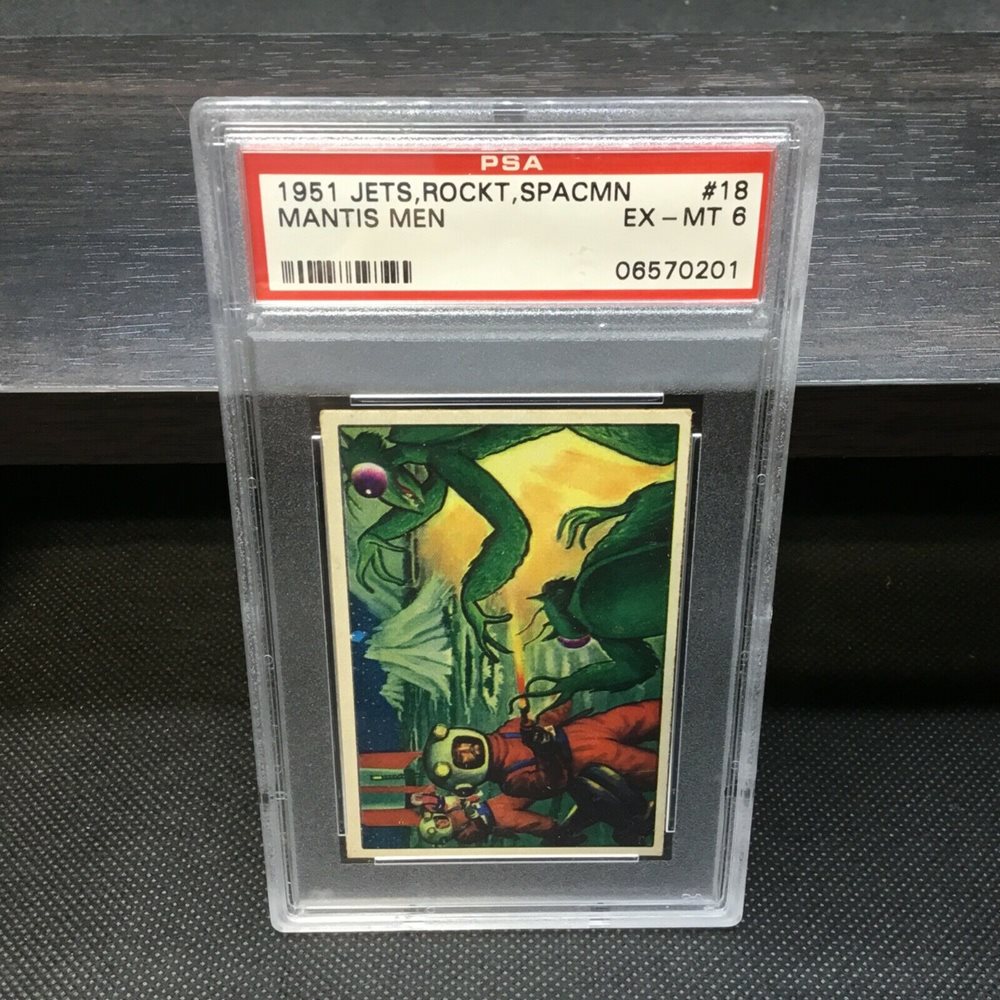 PSA
1951 JETS,ROCKT,SPACMN #18
MANTIS MEN EX-MT 6
06570201